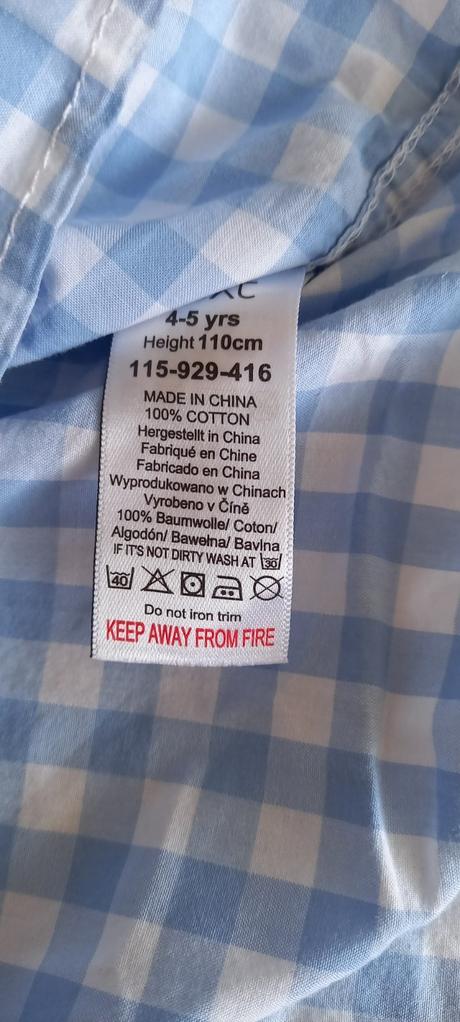 4-5 yrs
Height 110cm
115-929-416
MADE IN CHINA
100% COTTON
Hergestellt in China
Fabriqué en Chine
Fabricado en China
Wyprodukowano w Chinach
Vyrobeno v Číně
100% Baumwolle/ Coton/
Algodón/ Bawełna/ Bavlna
IF IT'S NOT DIRTY WASH AT 30
40
Do not iron trim
KEEP AWAY FROM FIRE